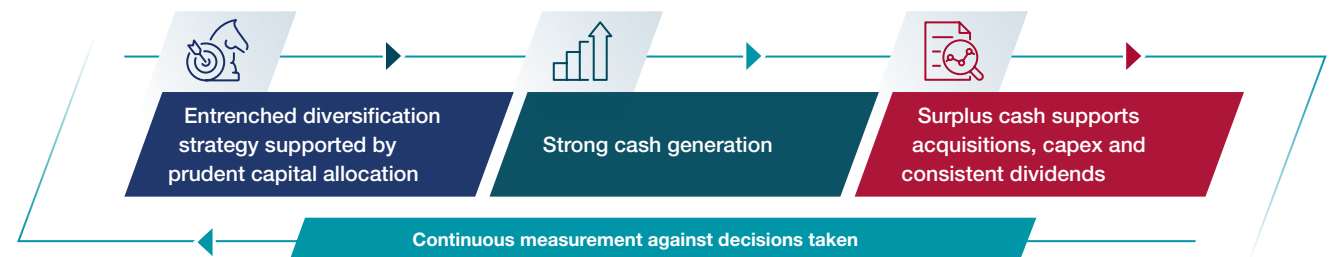 Entrenched diversification
strategy supported by
prudent capital allocation
Strong cash generation
Surplus cash supports
acquisitions, capex and
consistent dividends
Continuous measurement against decisions taken